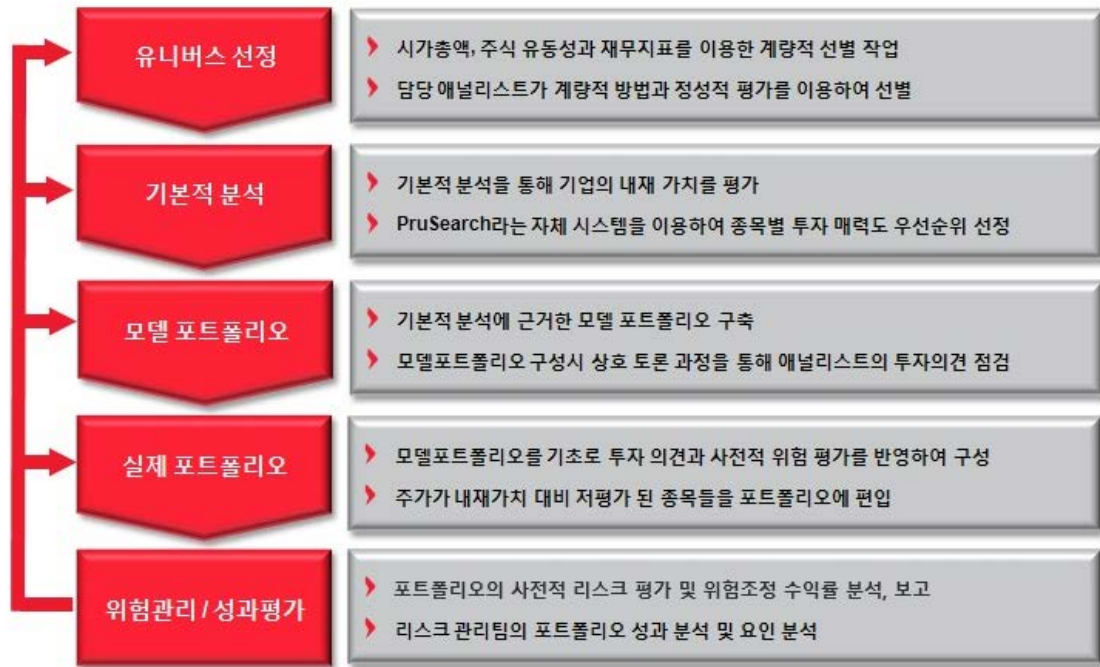 유니버스 선정
시가총액, 주식 유동성과 재무지표를 이용한 계량적 선별 작업
담당 애널리스트가 계량적 방법과 정성적 평가를 이용하여 선별
기본적 분석
기본적 분석을 통해 기업의 내재 가치를 평가
PruSearch라는 자체 시스템을 이용하여 종목별 투자 매력도 우선순위 선정
모델 포트폴리오
기본적 분석에 근거한 모델 포트폴리오 구축
모델포트폴리오 구성시 상호 토론 과정을 통해 애널리스트의 투자의견 점검
실제 포트폴리오
모델포트폴리오를 기초로 투자 의견과 사전적 위험 평가를 반영하여 구성
주가가 내재가치 대비 저평가 된 종목들을 포트폴리오에 편입
위험관리 / 성과평가
포트폴리오의 사전적 리스크 평가 및 위험조정 수익률 분석, 보고
리스크 관리팀의 포트폴리오 성과 분석 및 요인 분석